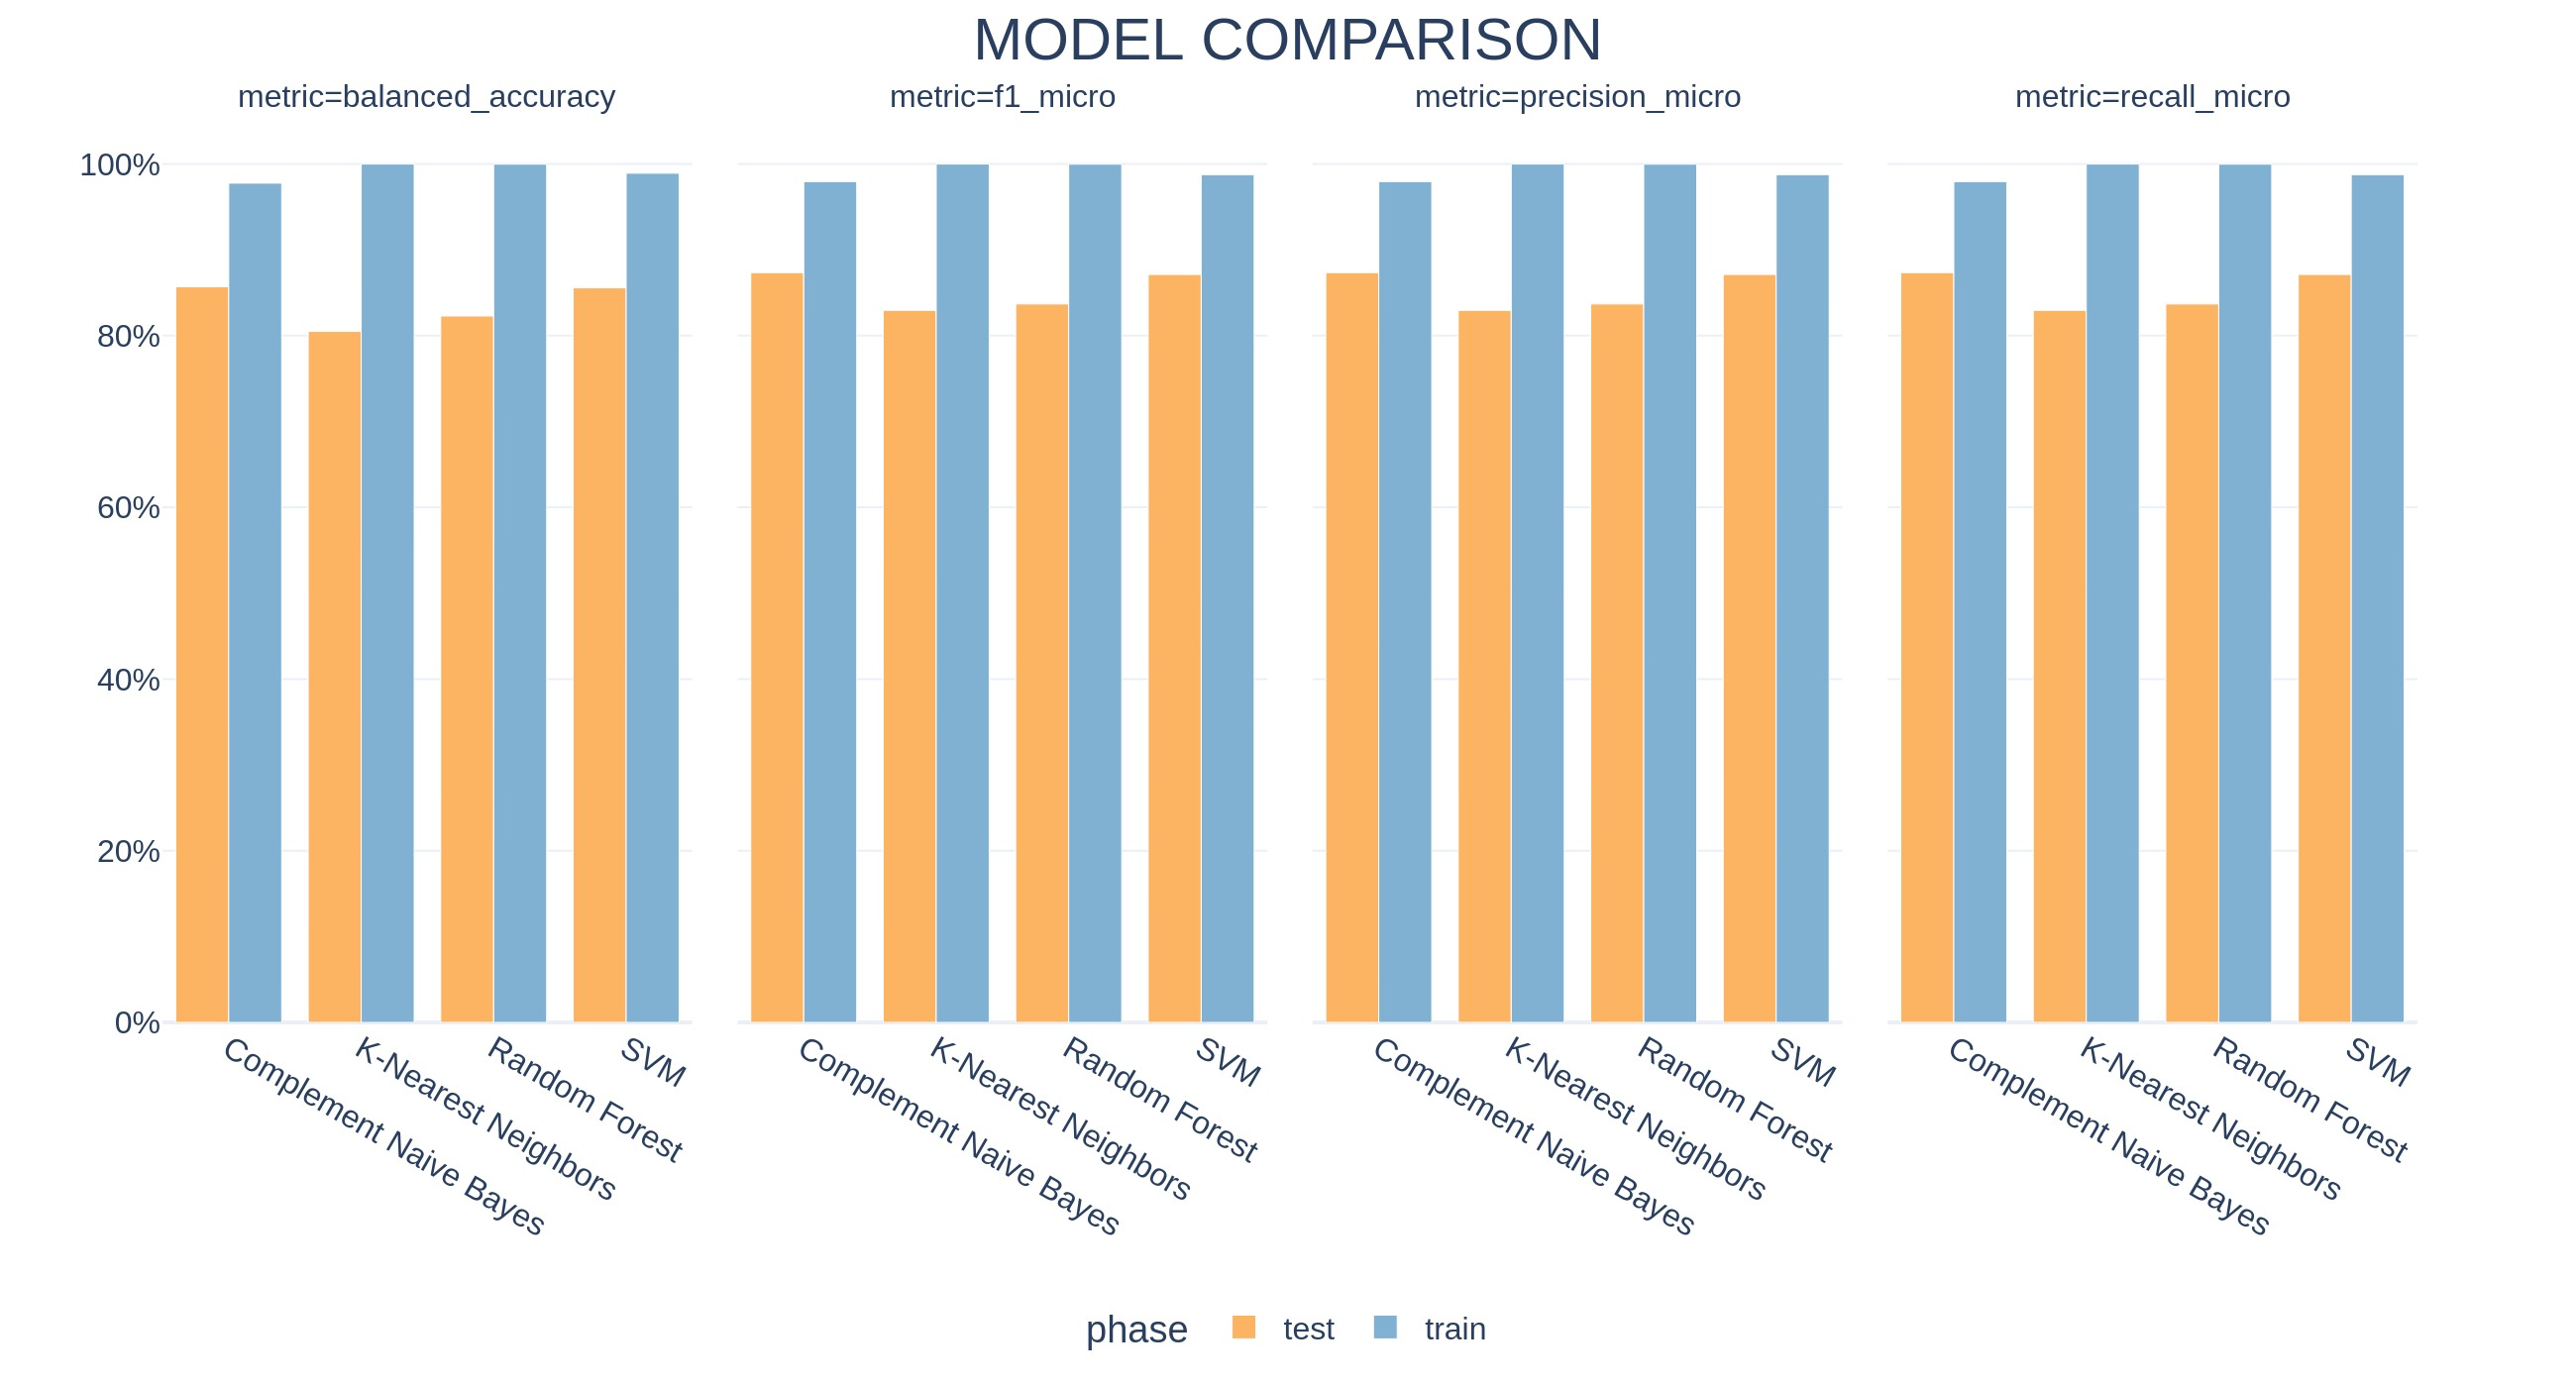 MODEL COMPARISON
metric=balanced_accuracy
metric=f1_micro
metric=precision_micro
metric=recall_micro
100%
80%
60%
40%
20%
0%
Complement Naive Bayes
K-Nearest Neighbors
Random Forest
SVM
Complement Naive Bayes
K-Nearest Neighbors
Random Forest
SVM
Complement Naive Bayes
K-Nearest Neighbors
Random Forest
SVM
Complement Naive Bayes
K-Nearest Neighbors
Random Forest
SVM
phase test train